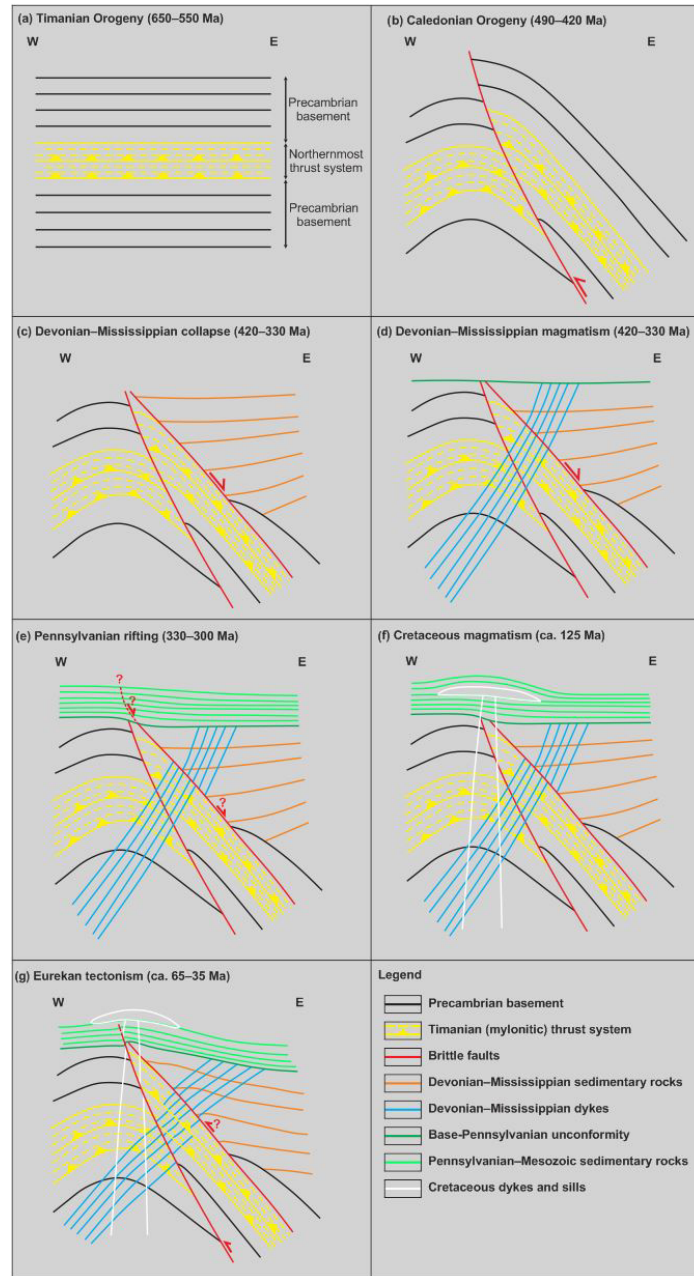 (a) Timanian Orogeny (650–550 Ma)
W E
Precambrian
basement
Northernmost
thrust system
Precambrian
basement
(b) Caledonian Orogeny (490–420 Ma)
W E
(c) Devonian–Mississippian collapse (420–330 Ma)
W E
(d) Devonian–Mississippian magmatism (420–330 Ma)
W E
(e) Pennsylvanian rifting (330–300 Ma)
W E
?
?
?
(f) Cretaceous magmatism (ca. 125 Ma)
W E
(g) Eurekan tectonism (ca. 65–35 Ma)
W E
?
Legend
Precambrian basement
Timanian (mylonitic) thrust system
Brittle faults
Devonian–Mississippian sedimentary rocks
Devonian–Mississippian dykes
Base-Pennsylvanian unconformity
Pennsylvanian–Mesozoic sedimentary rocks
Cretaceous dykes and sills